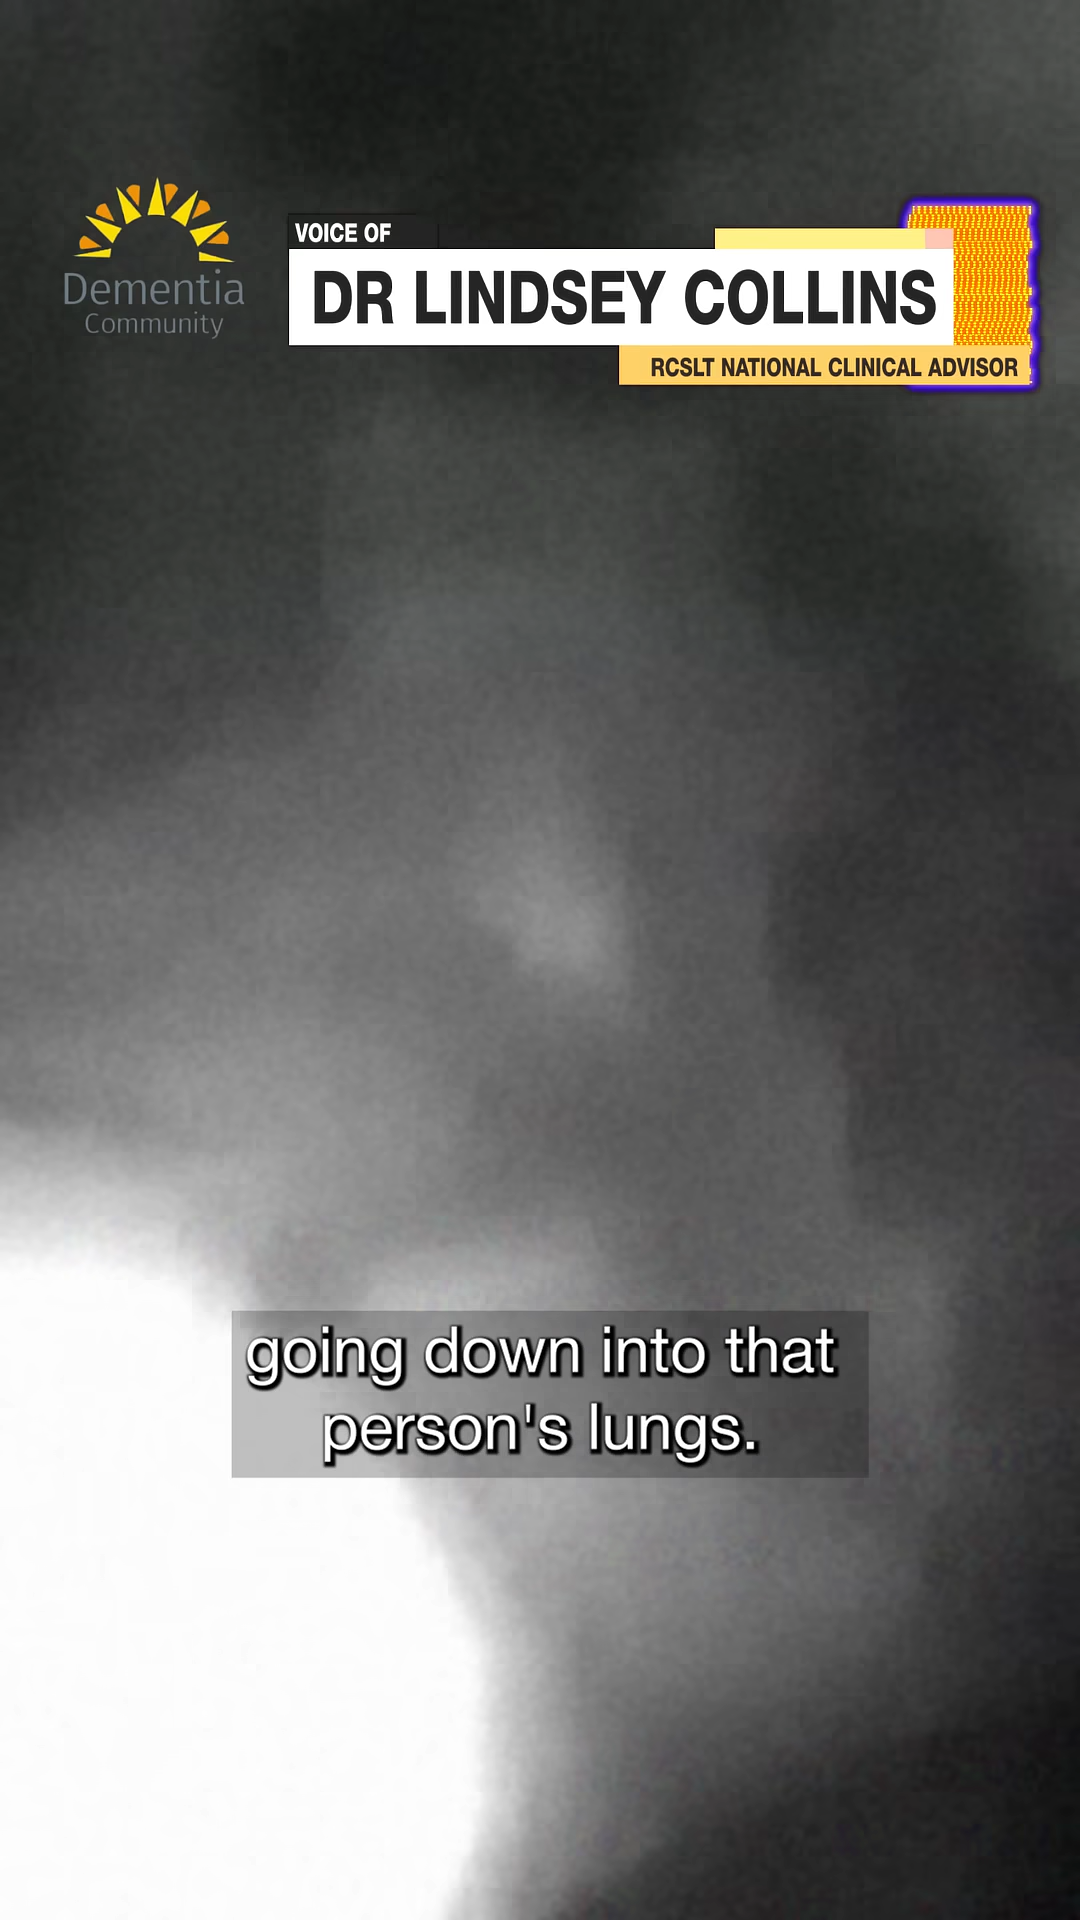 Dementia
Community
VOICE OF
DR LINDSEY COLLINS
RCSLT NATIONAL CLINICAL ADVISOR
going down into that
person's lungs.